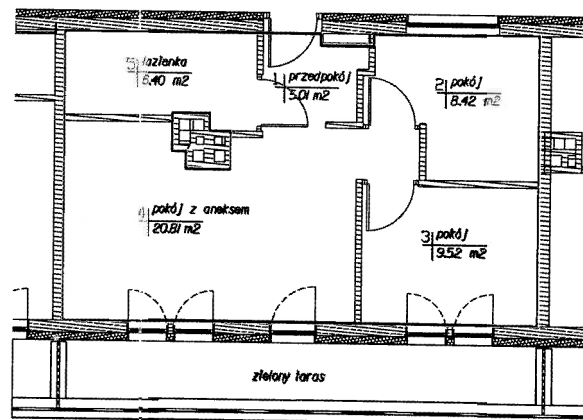 5 łazienka
6.40 m2
1 przedpokój
5.01 m2
2 pokój
8.42 m2
4 pokój z aneksem
20.81 m2
3 pokój
9.52 m2
zielony taras